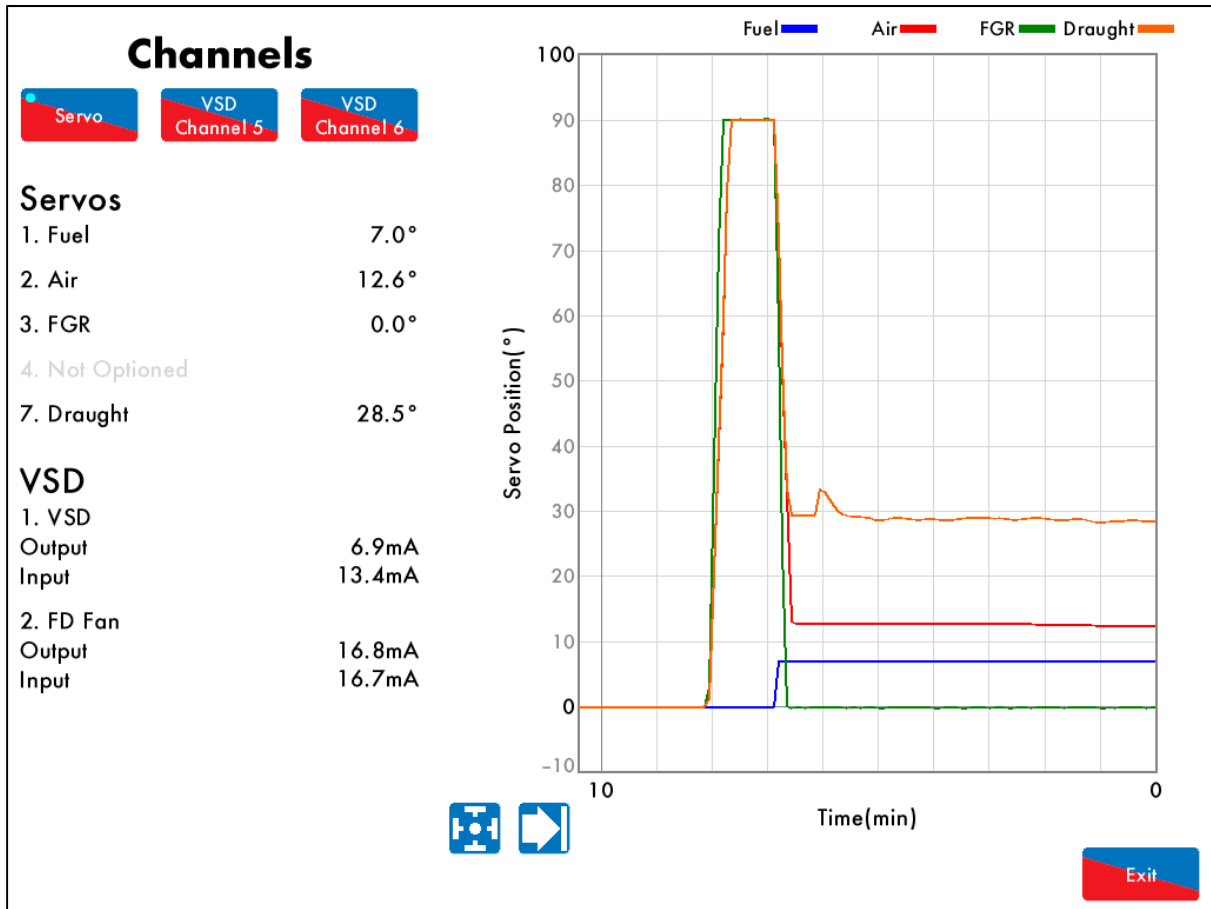 Channels
Servo
VSD
Channel 5
VSD
Channel 6
Servos
1. Fuel 7.0°
2. Air 12.6°
3. FGR 0.0°
4. Not Optioned
7. Draught 28.5°
VSD
1. VSD
Output 6.9mA
Input 13.4mA
2. FD Fan
Output 16.8mA
Input 16.7mA
Fuel Air FGR Draught
100
90
80
70
60
50
40
30
20
10
0
-10
Servo Position(°)
10 0
Time(min)
Exit